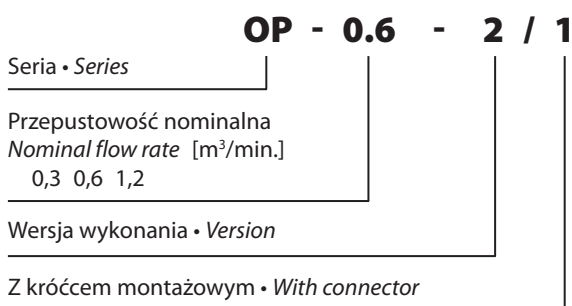 OP - 0.6 - 2 / 1
Seria • Series
Przepustowość nominalna
Nominal flow rate [m³/min.]
0,3 0,6 1,2
Wersja wykonania • Version
Z króćcem montażowym • With connector